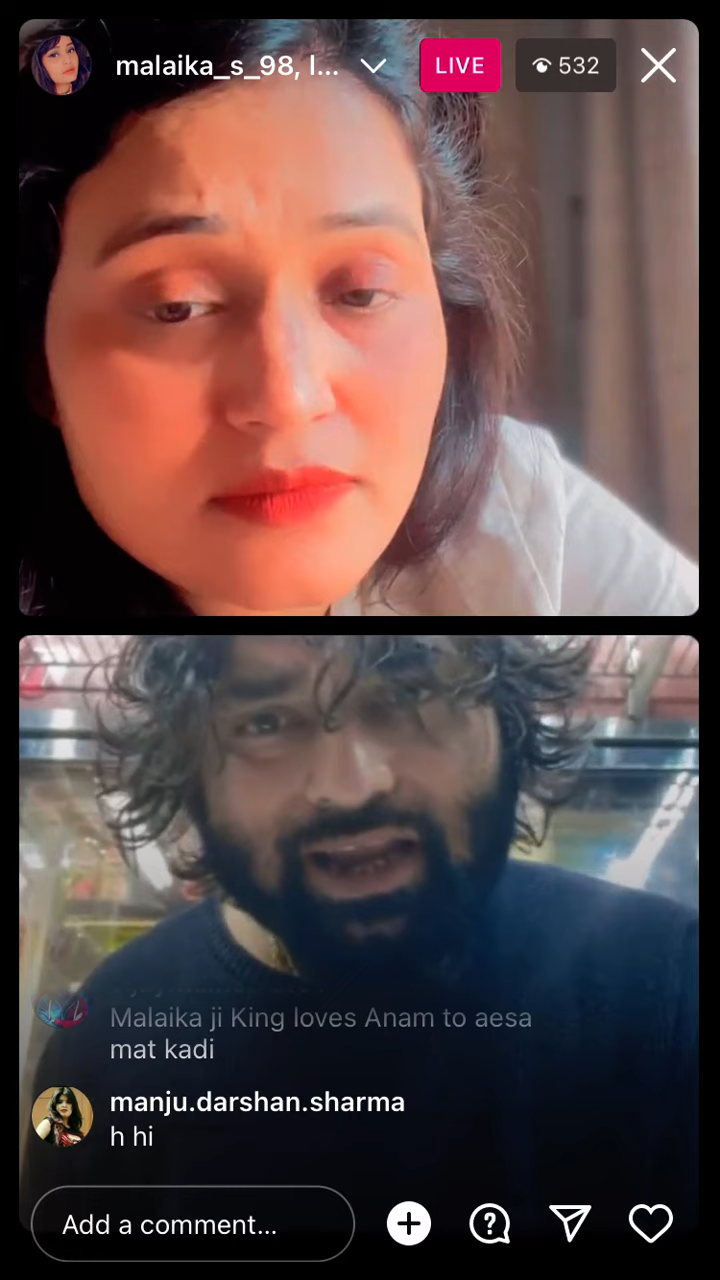 malaika_s_98, l...
LIVE
532
Malaika ji King loves Anam to aesa
mat kadi
manju.darshan.sharma
h hi
Add a comment...